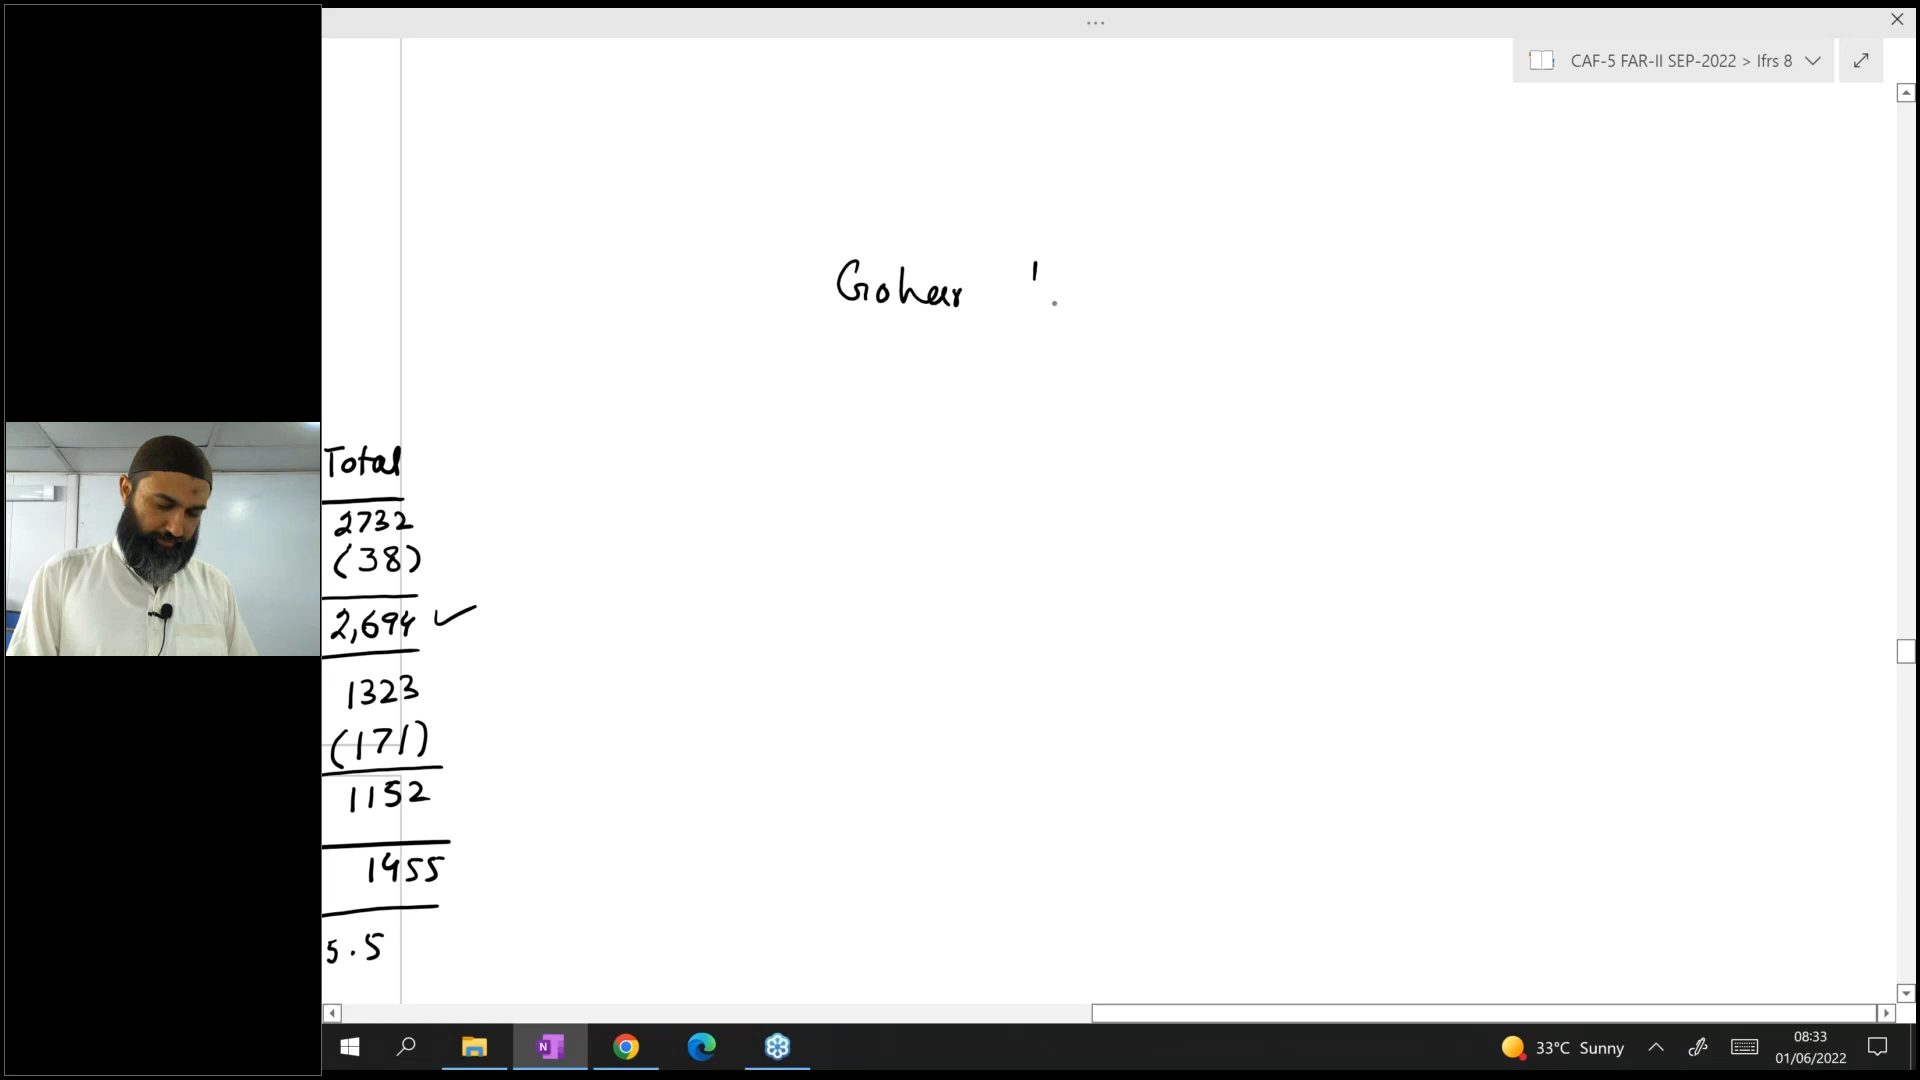 ...
CAF-5 FAR-II SEP-2022 > Ifrs 8
Gohar '
Total
2732
(38)
2,694 ✓
1323
(171)
1152
1455
5.5
N
33°C Sunny
08:33
01/06/2022